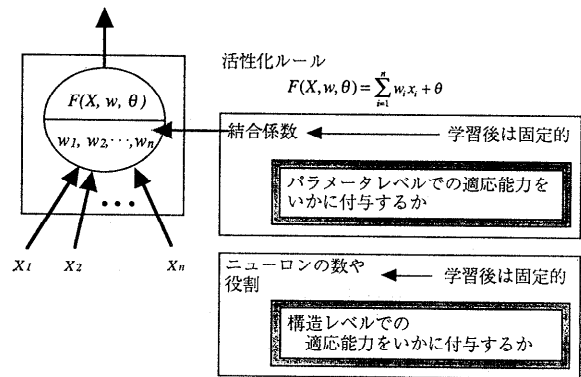 活性化ルール
F(X, w, θ) = Σ_{i=1}^{n} w_i x_i + θ
F(X, w, θ)
w1, w2,···,wn
結合係数
学習後は固定的
パラメータレベルでの適応能力を
いかに付与するか
X1 X2 Xn
ニューロンの数や
役割
学習後は固定的
構造レベルでの
適応能力をいかに付与するか